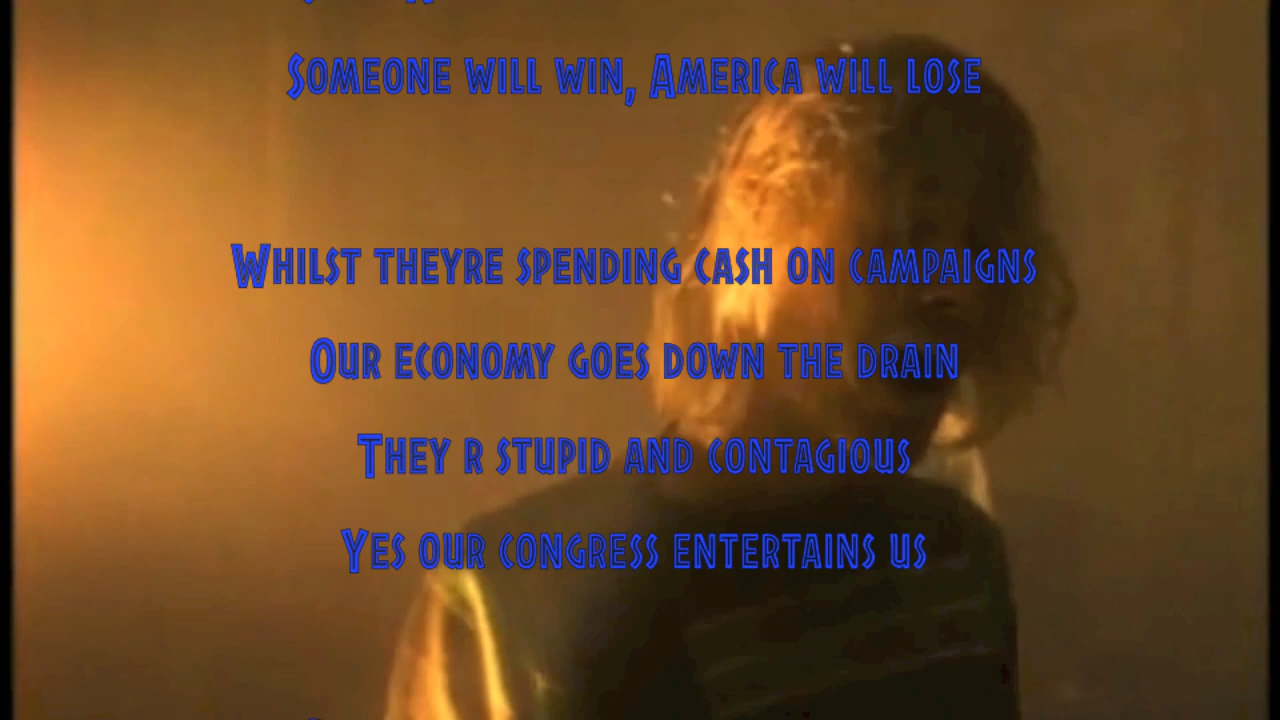 Someone will win, America will lose
Whilst theyre spending cash on campaigns
Our economy goes down the drain
They r stupid and contagious
Yes our congress entertains us